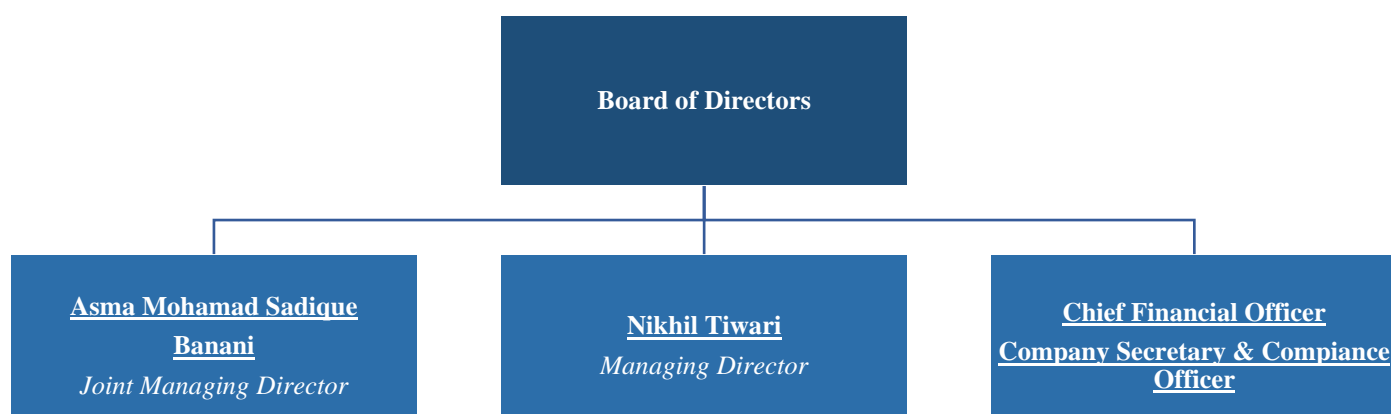 Board of Directors
Asma Mohamad Sadique
Banani
Joint Managing Director
Nikhil Tiwari
Managing Director
Chief Financial Officer
Company Secretary & Compiance
Officer